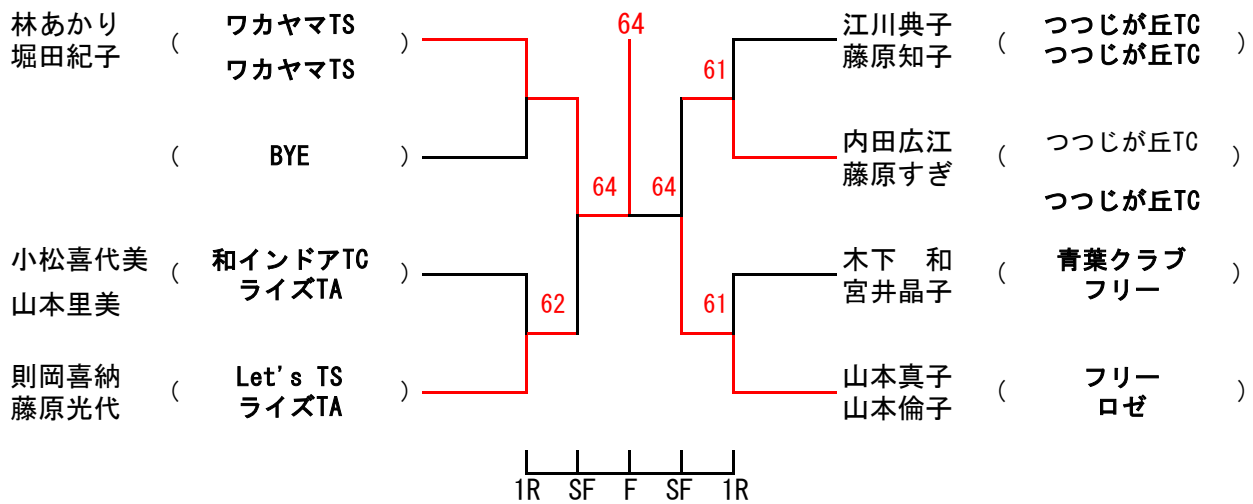 林あかり
堀田紀子
( ワカヤマTS )
ワカヤマTS
( BYE )
小松喜代美
山本里美
( 和インドアTC )
ライズTA
則岡喜納
藤原光代
( Let's TS )
ライズTA
64
64
64
62
61
61
江川典子
藤原知子
( つつじが丘TC )
つつじが丘TC
内田広江
藤原すぎ
( つつじが丘TC )
つつじが丘TC
木下　和
宮井晶子
( 青葉クラブ )
フリー
山本真子
山本倫子
( フリー )
ロゼ
1R SF F SF 1R